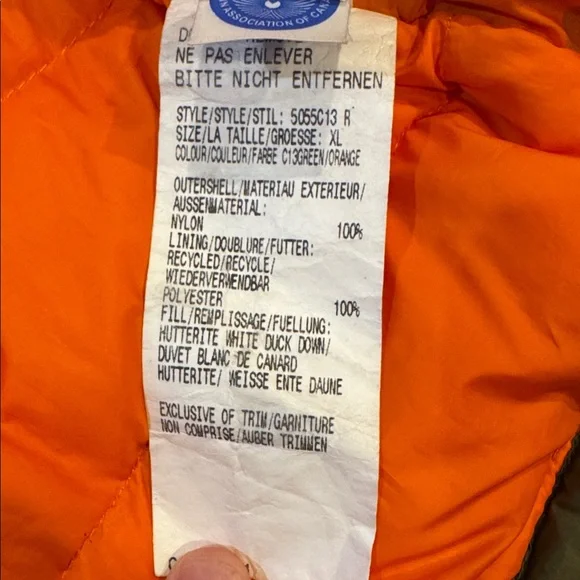 ASSOCIATION OF
NE PAS ENLEVER
BITTE NICHT ENTFERNEN
STYLE/STYLE/STIL: 5055C13 R
SIZE/LA TAILLE/GROESSE: XL
COLOUR/COULEUR/FARBE C13GREEN/ORANGE
OUTERSHELL/MATERIAU EXTERIEUR/
AUSSENMATERIAL:
NYLON 100%
LINING/DOUBLURE/FUTTER:
RECYCLED/RECYCLE/
WIEDERVERWENDBAR
POLYESTER 100%
FILL/REMPLISSAGE/FUELLUNG:
HUTTERITE WHITE DUCK DOWN/
DUVET BLANC DE CANARD
HUTTERITE/ WEISSE ENTE DAUNE
EXCLUSIVE OF TRIM/GARNITURE
NON COMPRISE/AUBER TRIMMEN